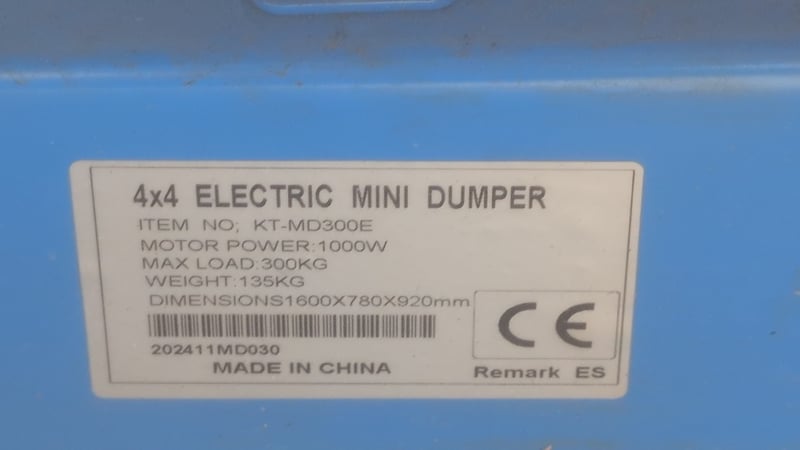 4x4 ELECTRIC MINI DUMPER
ITEM NO; KT-MD300E
MOTOR POWER:1000W
MAX LOAD:300KG
WEIGHT:135KG
DIMENSIONS1600X780X920mm
CE
202411MD030
MADE IN CHINA
Remark ES